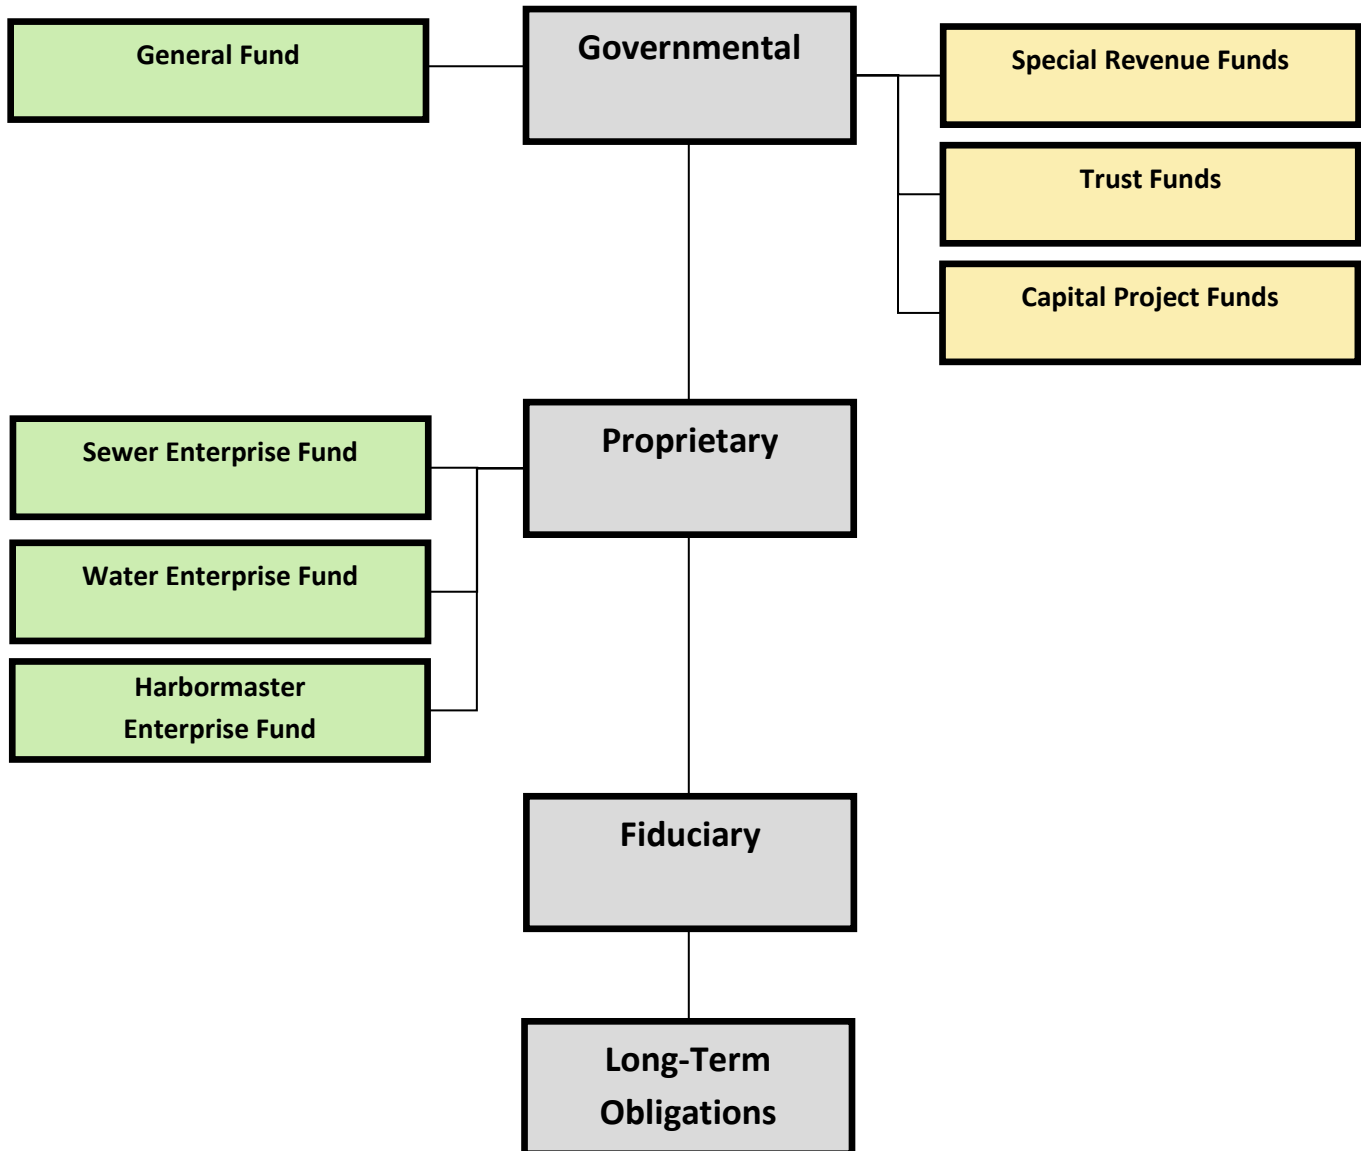 General Fund
Governmental
Special Revenue Funds
Trust Funds
Capital Project Funds
Sewer Enterprise Fund
Proprietary
Water Enterprise Fund
Harbormaster
Enterprise Fund
Fiduciary
Long-Term
Obligations